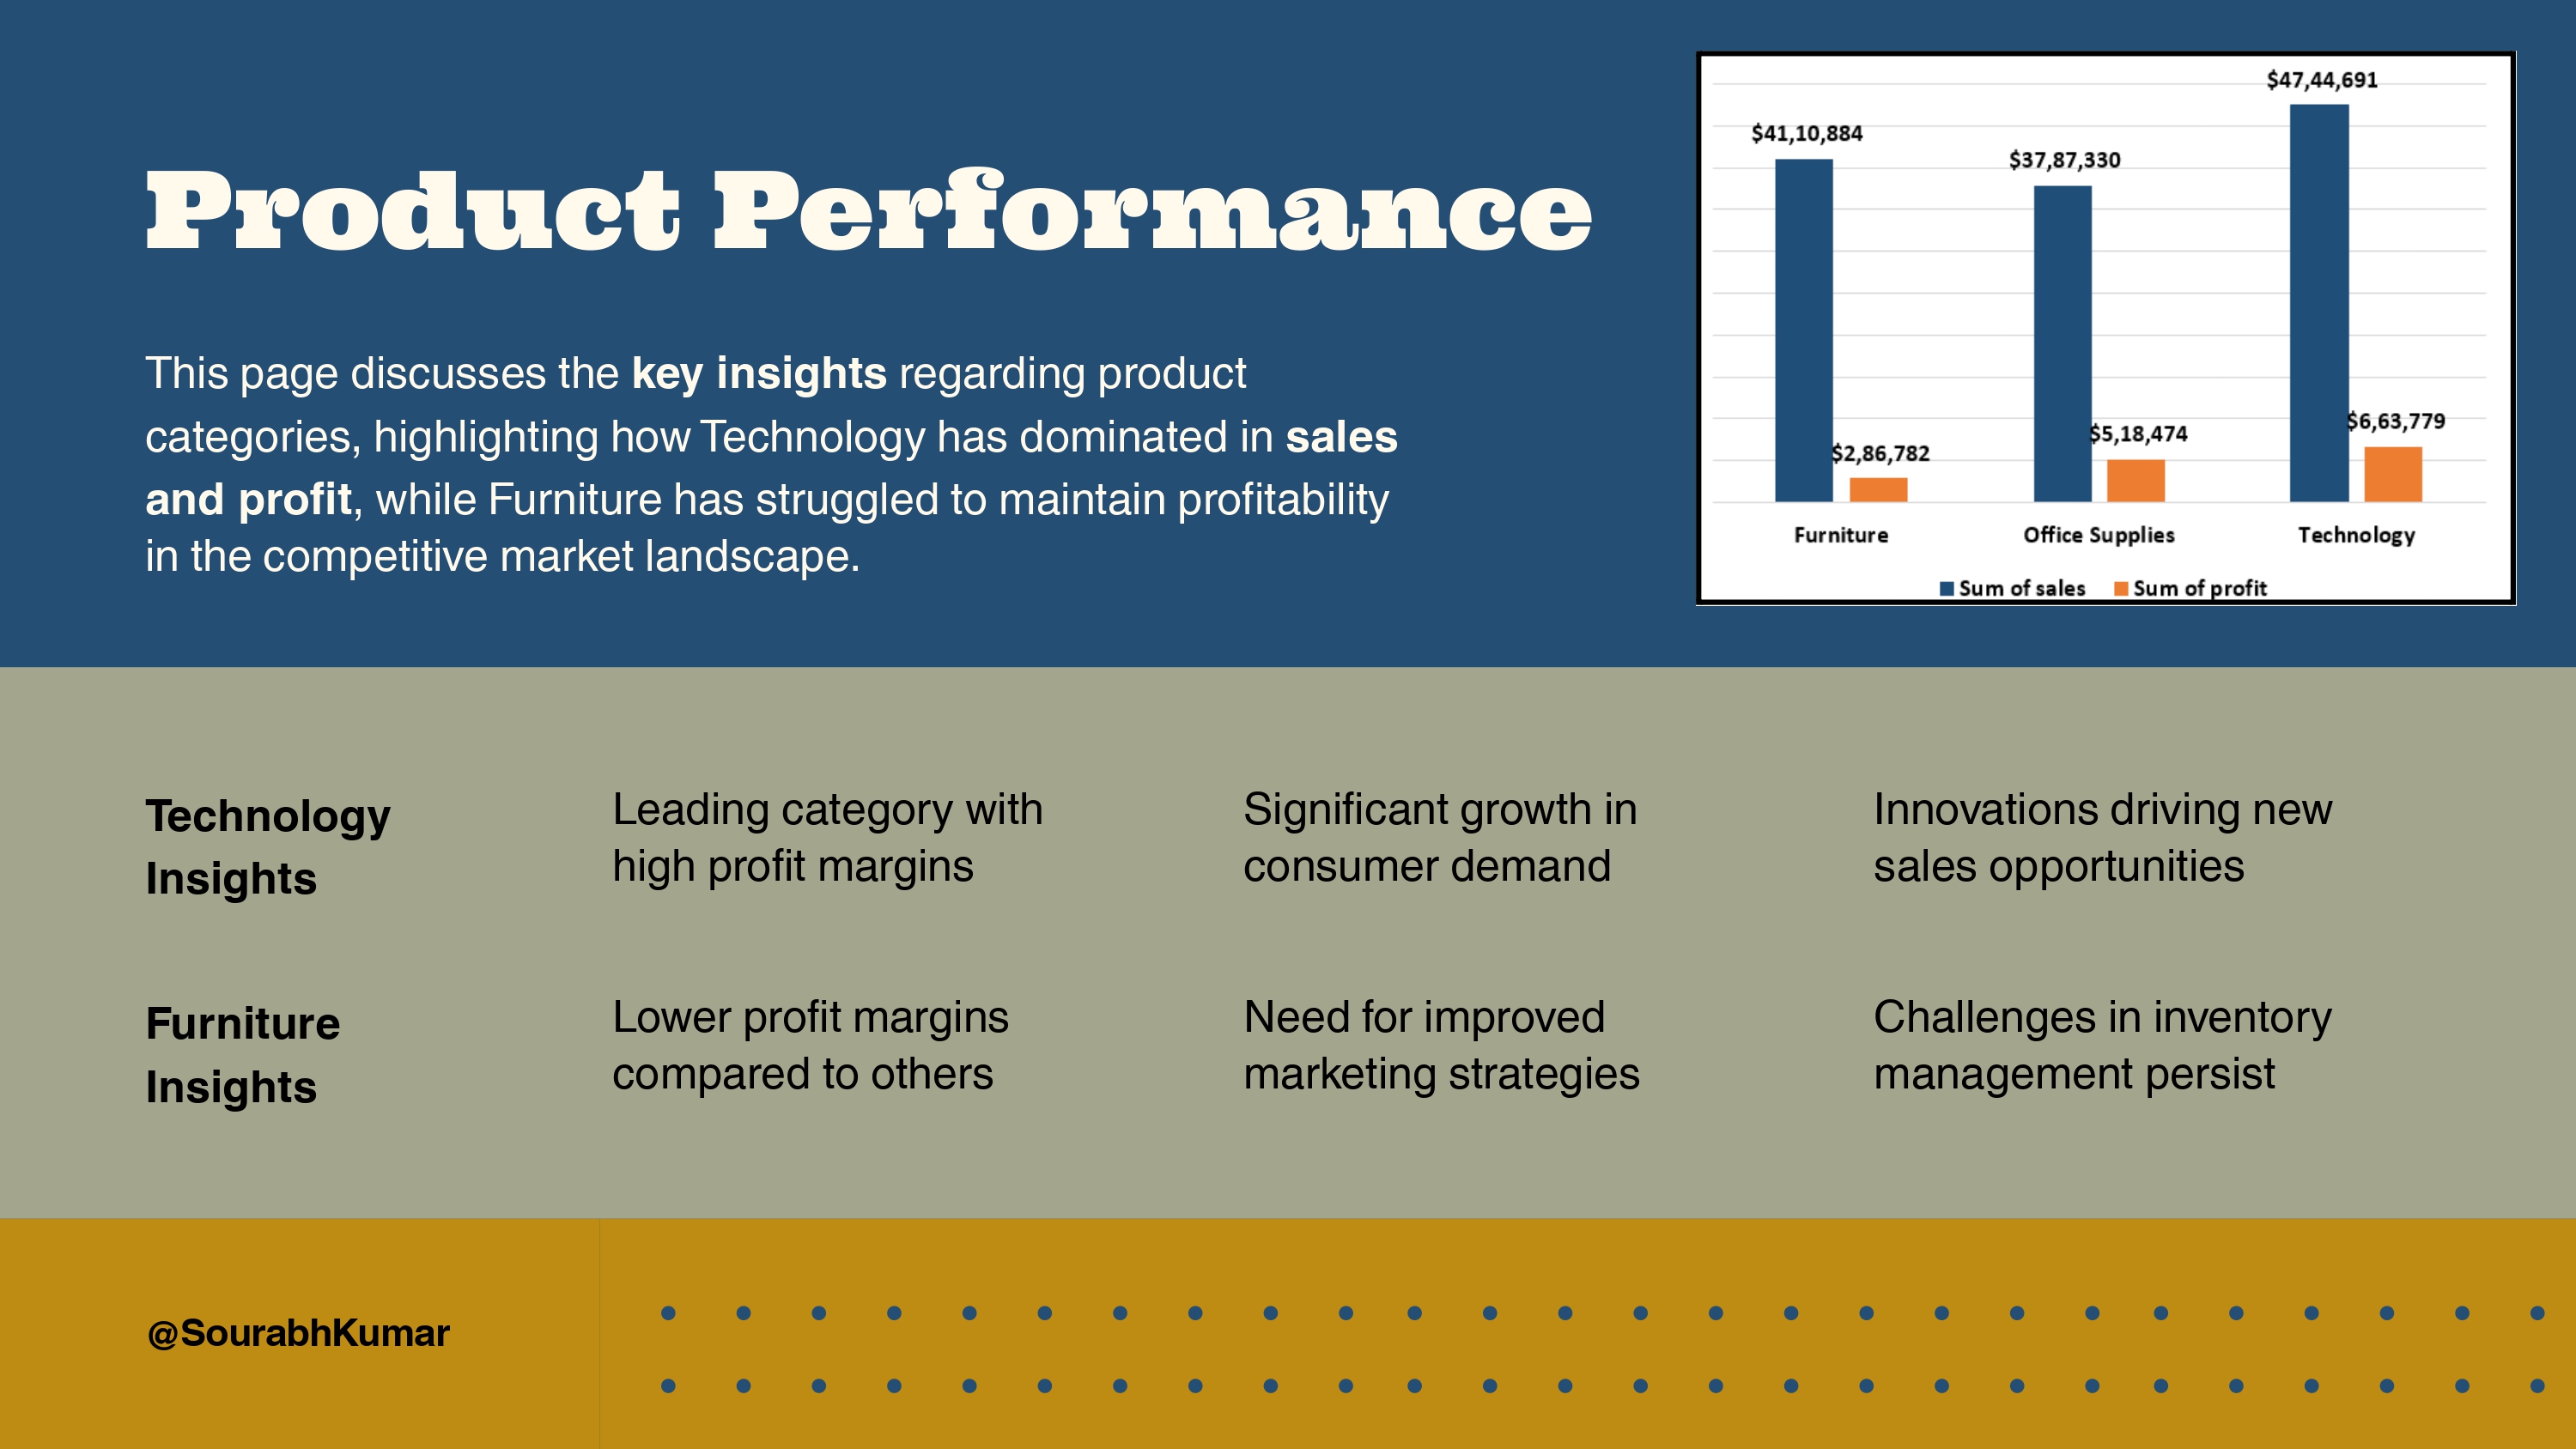 Product Performance
This page discusses the key insights regarding product
categories, highlighting how Technology has dominated in sales
and profit, while Furniture has struggled to maintain profitability
in the competitive market landscape.
$47,44,691
$41,10,884
$37,87,330
$6,63,779
$5,18,474
$2,86,782
Furniture
Office Supplies
Technology
Sum of sales
Sum of profit
Technology
Insights
Leading category with
high profit margins
Significant growth in
consumer demand
Innovations driving new
sales opportunities
Furniture
Insights
Lower profit margins
compared to others
Need for improved
marketing strategies
Challenges in inventory
management persist
@SourabhKumar